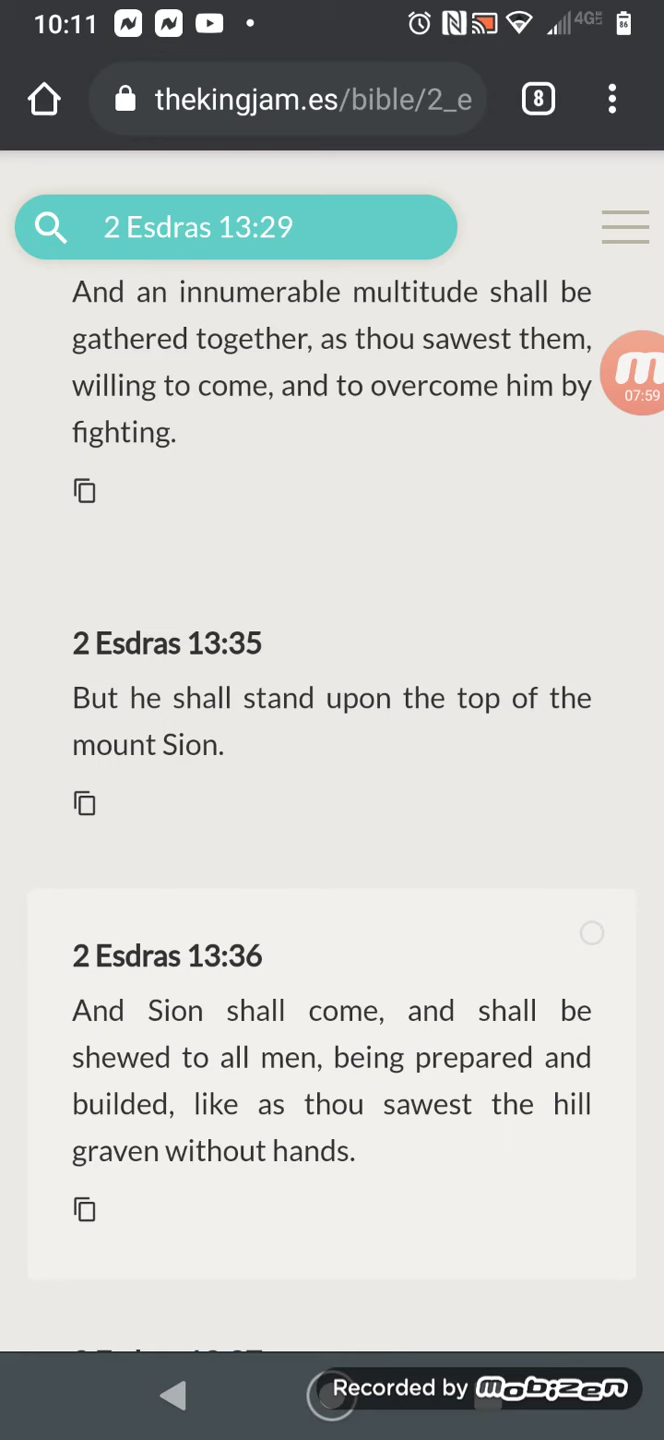 10:11
4G
86
thekingjam.es/bible/2_e
8
2 Esdras 13:29
And an innumerable multitude shall be
gathered together, as thou sawest them,
willing to come, and to overcome him by
fighting.
07:59
2 Esdras 13:35
But he shall stand upon the top of the
mount Sion.
2 Esdras 13:36
And Sion shall come, and shall be
shewed to all men, being prepared and
builded, like as thou sawest the hill
graven without hands.
Recorded by mobizen